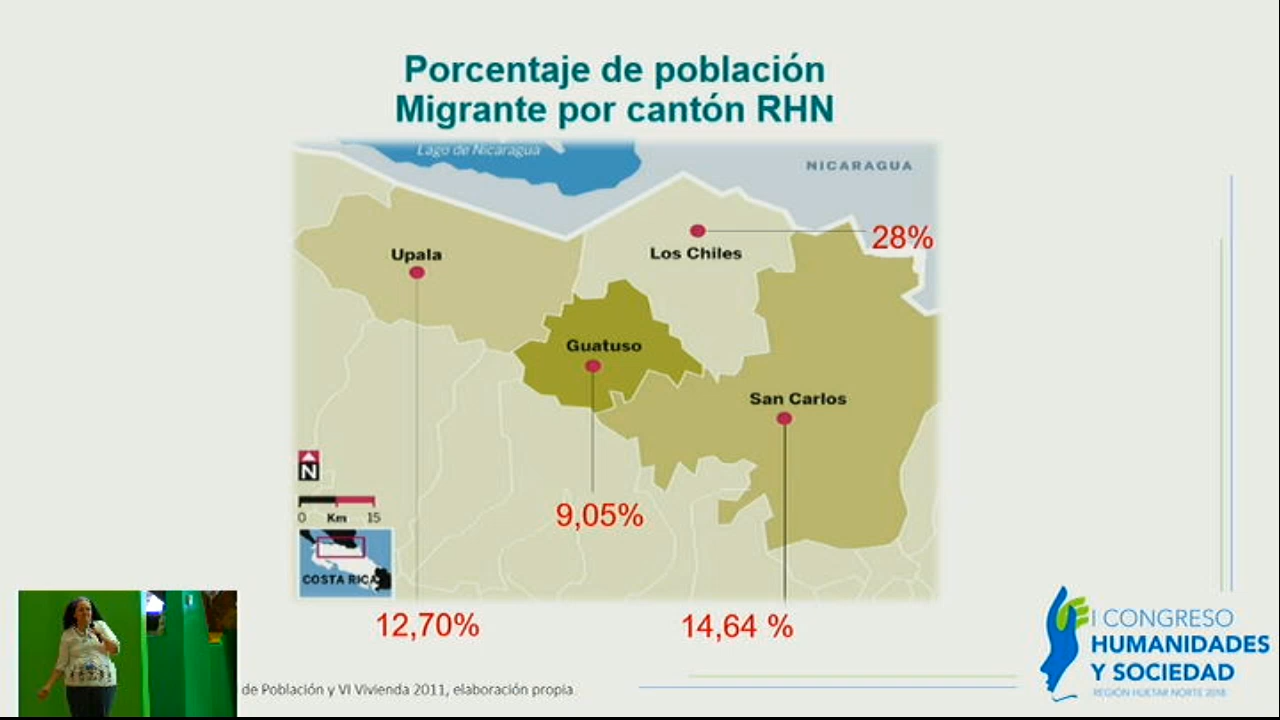 Porcentaje de población
Migrante por cantón RHN
Lago de Nicaragua
NICARAGUA
28%
Upala
Los Chiles
Guatuso
San Carlos
N
0 Km 15
9,05%
COSTA RICA
12,70%
14,64 %
de Población y VI Vivienda 2011, elaboración propia.
I CONGRESO
HUMANIDADES
Y SOCIEDAD
REGIÓN HUETAR NORTE 2018